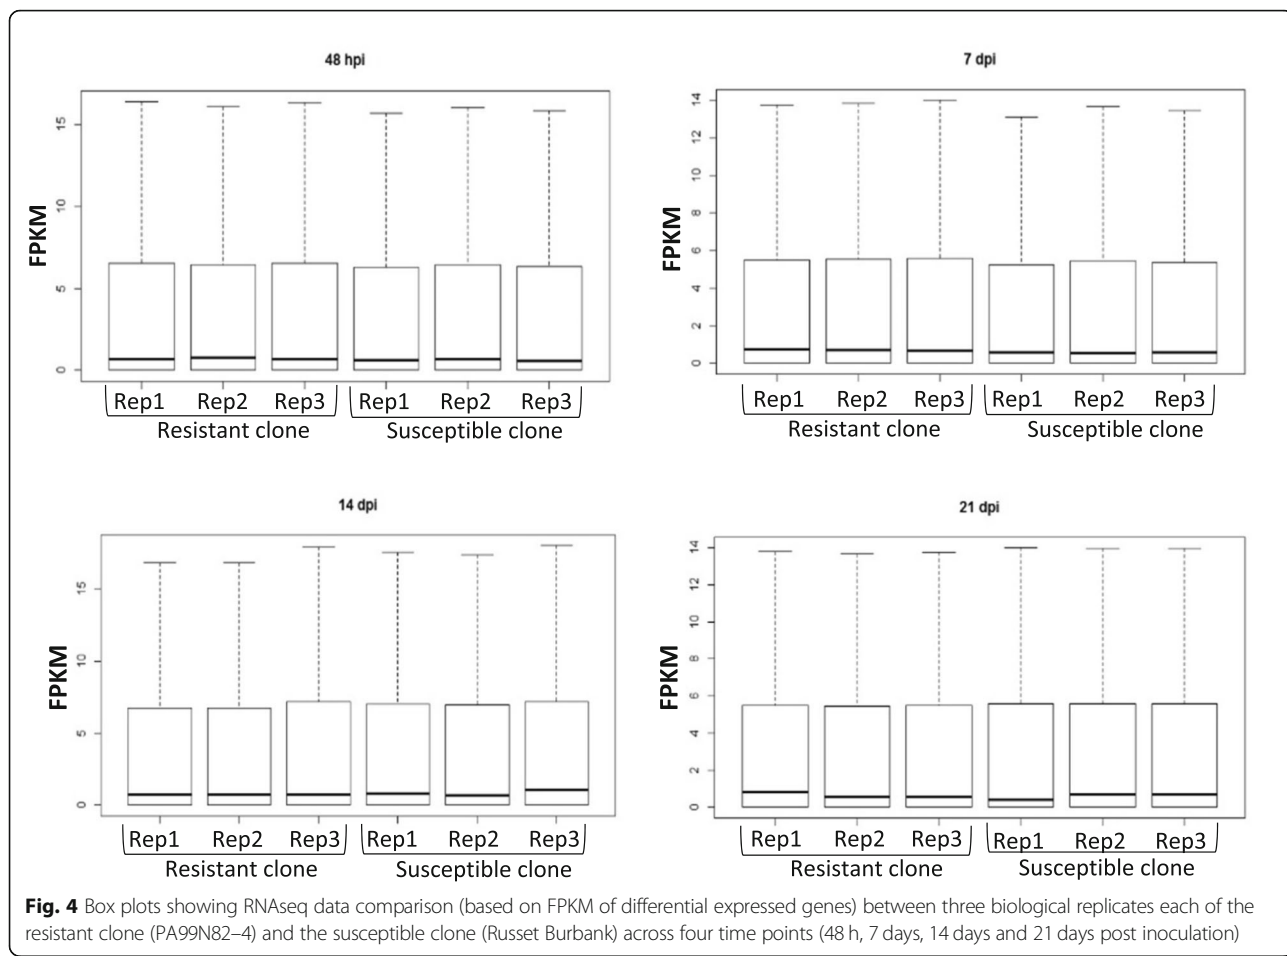 48 hpi
FPKM
15
10
5
0
Rep1 Rep2 Rep3 Rep1 Rep2 Rep3
Resistant clone Susceptible clone
7 dpi
FPKM
14
12
10
8
6
4
2
0
Rep1 Rep2 Rep3 Rep1 Rep2 Rep3
Resistant clone Susceptible clone
14 dpi
FPKM
15
10
5
0
Rep1 Rep2 Rep3 Rep1 Rep2 Rep3
Resistant clone Susceptible clone
21 dpi
FPKM
14
12
10
8
6
4
2
0
Rep1 Rep2 Rep3 Rep1 Rep2 Rep3
Resistant clone Susceptible clone
Fig. 4 Box plots showing RNAseq data comparison (based on FPKM of differential expressed genes) between three biological replicates each of the
resistant clone (PA99N82–4) and the susceptible clone (Russet Burbank) across four time points (48 h, 7 days, 14 days and 21 days post inoculation)